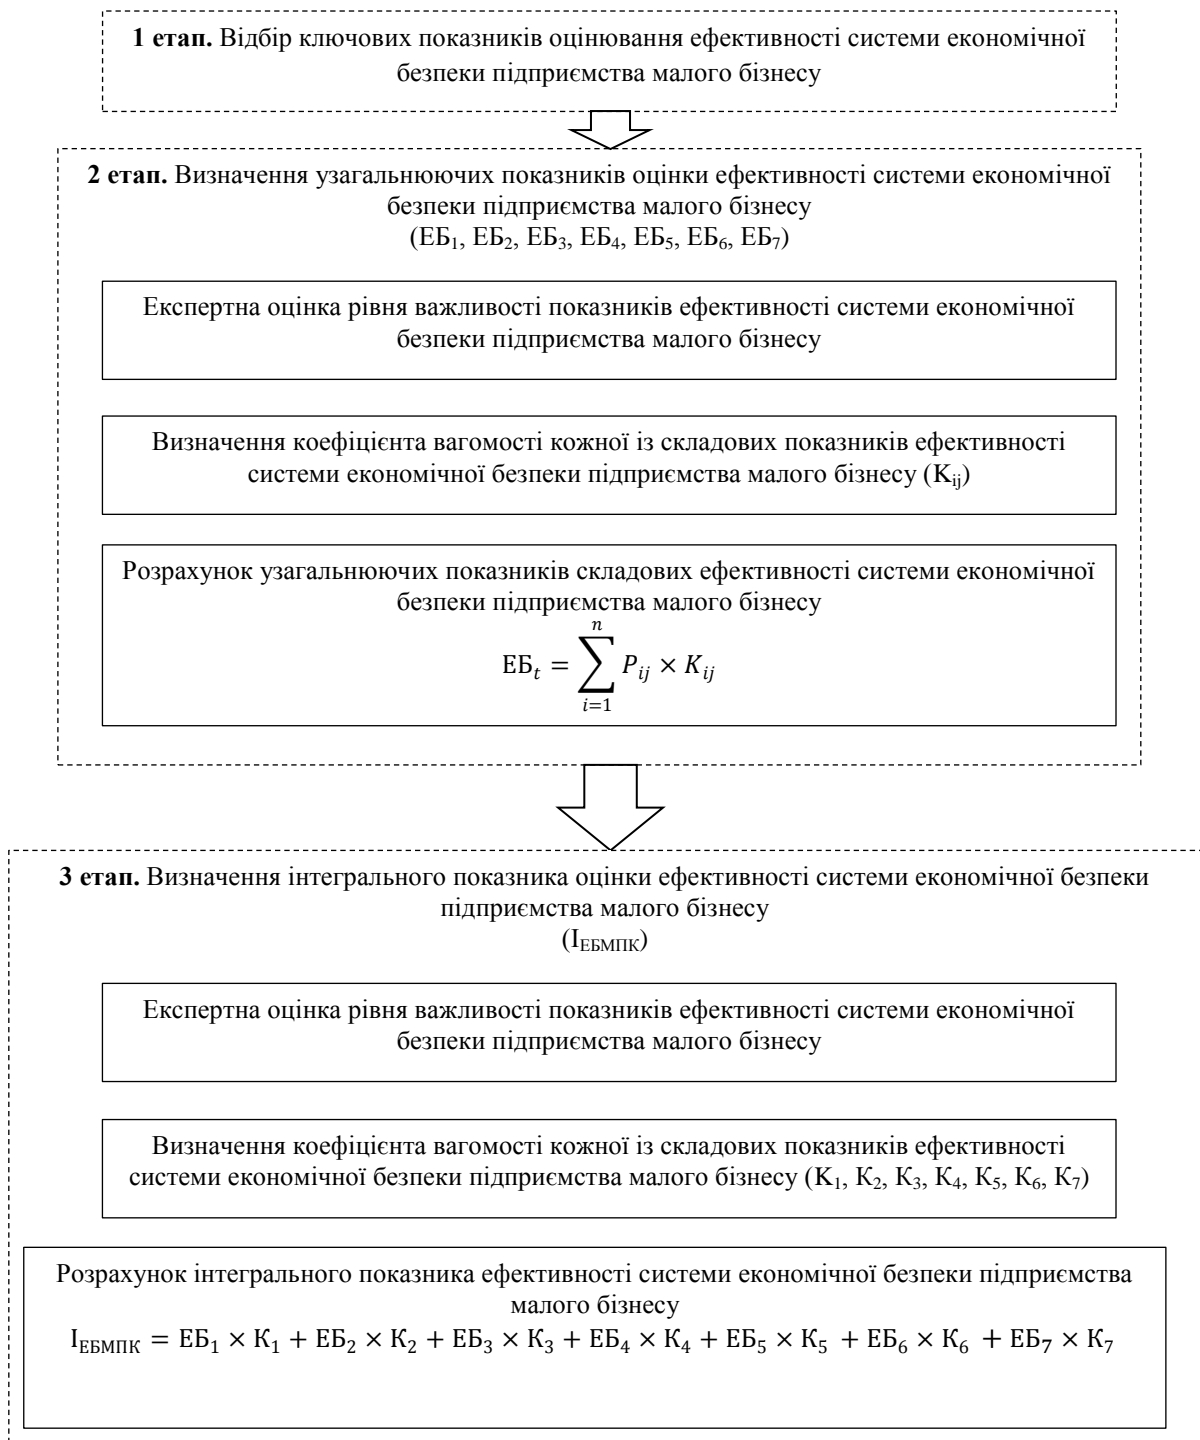 1 етап. Відбір ключових показників оцінювання ефективності системи економічної
безпеки підприємства малого бізнесу
2 етап. Визначення узагальнюючих показників оцінки ефективності системи економічної
безпеки підприємства малого бізнесу
(ЕБ₁, ЕБ₂, ЕБ₃, ЕБ₄, ЕБ₅, ЕБ₆, ЕБ₇)
Експертна оцінка рівня важливості показників ефективності системи економічної
безпеки підприємства малого бізнесу
Визначення коефіцієнта вагомості кожної із складових показників ефективності
системи економічної безпеки підприємства малого бізнесу (K_ij)
Розрахунок узагальнюючих показників складових ефективності системи економічної
безпеки підприємства малого бізнесу
ЕБ_t = ∑_{i=1}^{n} P_ij × K_ij
3 етап. Визначення інтегрального показника оцінки ефективності системи економічної безпеки
підприємства малого бізнесу
(І_ЕБМПК)
Експертна оцінка рівня важливості показників ефективності системи економічної
безпеки підприємства малого бізнесу
Визначення коефіцієнта вагомості кожної із складових показників ефективності
системи економічної безпеки підприємства малого бізнесу (К₁, К₂, К₃, К₄, К₅, К₆, К₇)
Розрахунок інтегрального показника ефективності системи економічної безпеки підприємства
малого бізнесу
І_ЕБМПК = ЕБ₁ × К₁ + ЕБ₂ × К₂ + ЕБ₃ × К₃ + ЕБ₄ × К₄ + ЕБ₅ × К₅ + ЕБ₆ × К₆ + ЕБ₇ × К₇